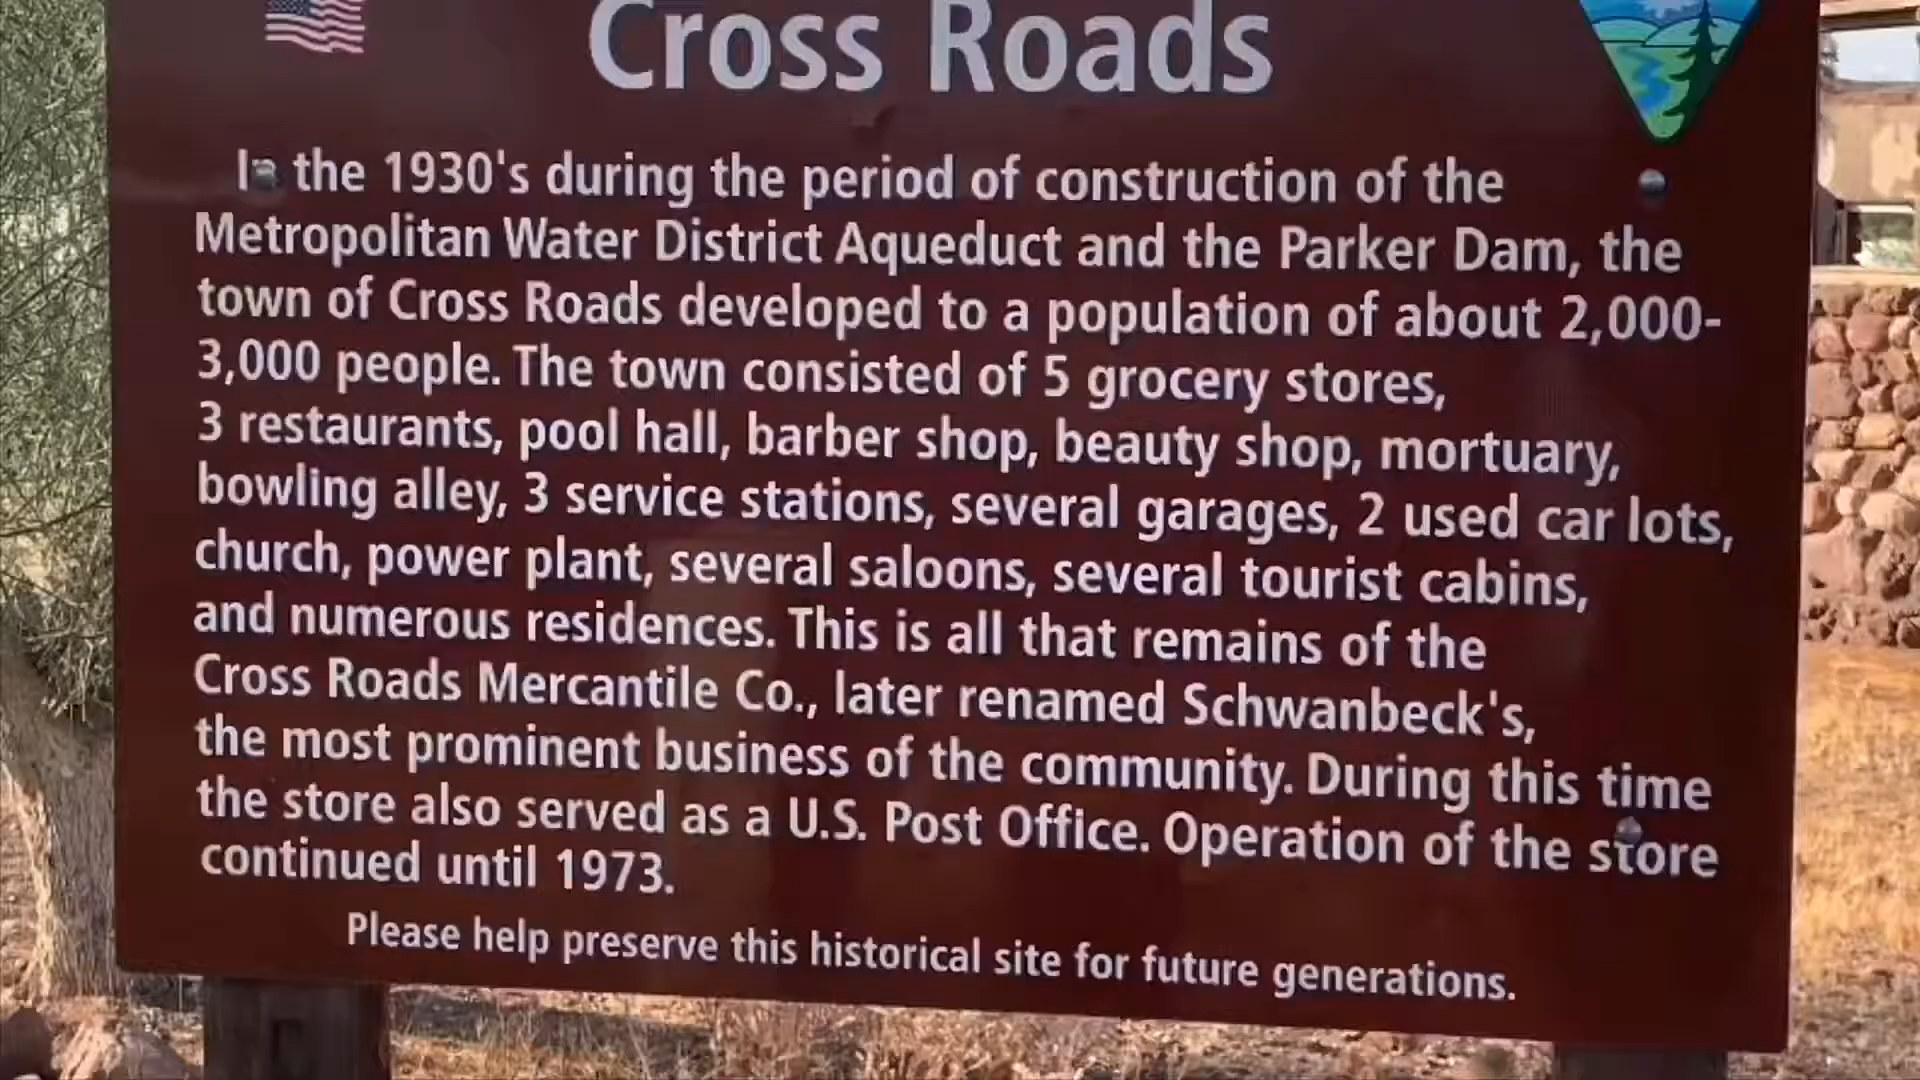 Cross Roads
In the 1930's during the period of construction of the
Metropolitan Water District Aqueduct and the Parker Dam, the
town of Cross Roads developed to a population of about 2,000-
3,000 people. The town consisted of 5 grocery stores,
3 restaurants, pool hall, barber shop, beauty shop, mortuary,
bowling alley, 3 service stations, several garages, 2 used car lots,
church, power plant, several saloons, several tourist cabins,
and numerous residences. This is all that remains of the
Cross Roads Mercantile Co., later renamed Schwanbeck's,
the most prominent business of the community. During this time
the store also served as a U.S. Post Office. Operation of the store
continued until 1973.
Please help preserve this historical site for future generations.